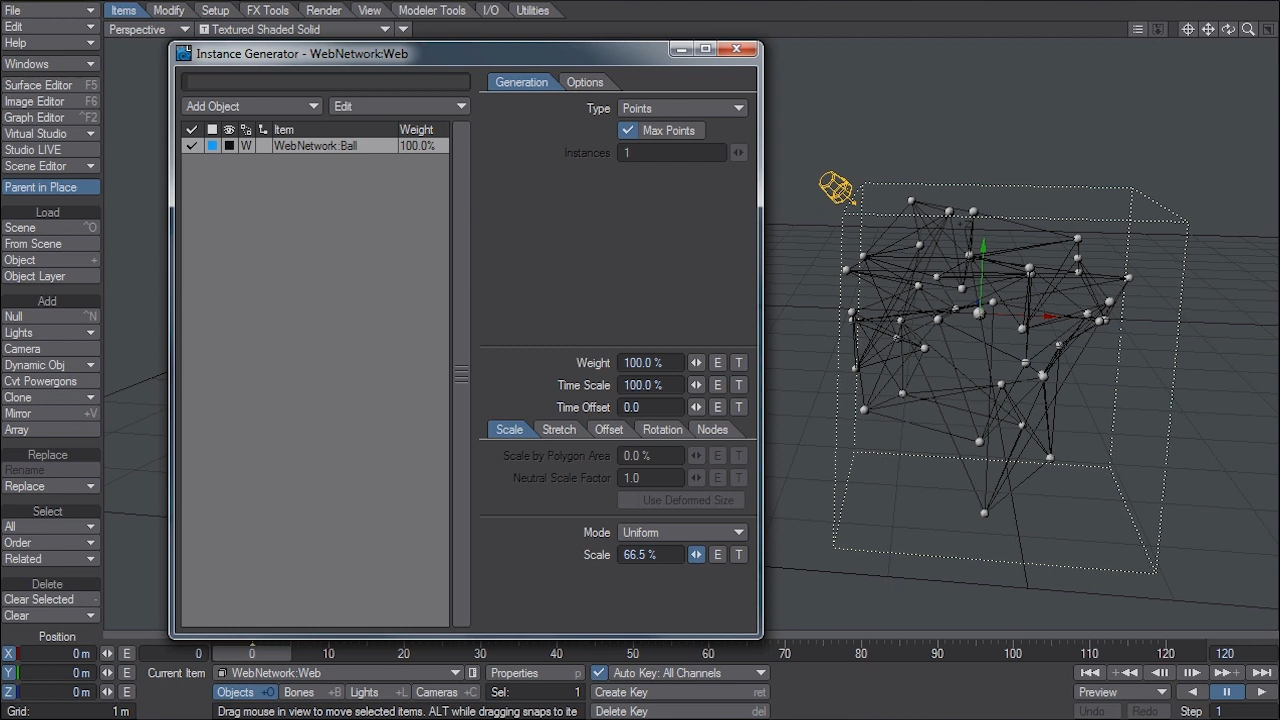 File
Edit
Help
Windows
Surface Editor F5
Image Editor F6
Graph Editor ^F2
Virtual Studio
Studio LIVE
Scene Editor
Parent in Place
Load
Scene ^O
From Scene
Object +
Object Layer
Add
Null ^N
Lights
Camera
Dynamic Obj
Cvt Powergons
Clone
Mirror +V
Array
Replace
Rename
Replace
Select
All
Order
Related
Delete
Clear Selected -
Clear
Position
X 0 m E
Y 0 m E
Z 0 m E
Grid: 1 m
Items Modify Setup FX Tools Render View Modeler Tools I/O Utilities
Perspective T Textured Shaded Solid
Instance Generator - WebNetwork:Web
Add Object Edit
Item Weight
W WebNetwork:Ball 100.0%
Generation Options
Type Points
Max Points
Instances 1
Weight 100.0 % E T
Time Scale 100.0 % E T
Time Offset 0.0 E T
Scale Stretch Offset Rotation Nodes
Scale by Polygon Area 0.0 % E T
Neutral Scale Factor 1.0 E T
Use Deformed Size
Mode Uniform
Scale 66.5 % E T
0 0 10 20 30 40 50 60 70 80 90 100 110 120 120
Current Item WebNetwork:Web Properties p Auto Key: All Channels
Objects +O Bones +B Lights +L Cameras +C Sel: 1 Create Key ret Preview
Drag mouse in view to move selected items. ALT while dragging snaps to ite Delete Key del Undo Redo Step 1